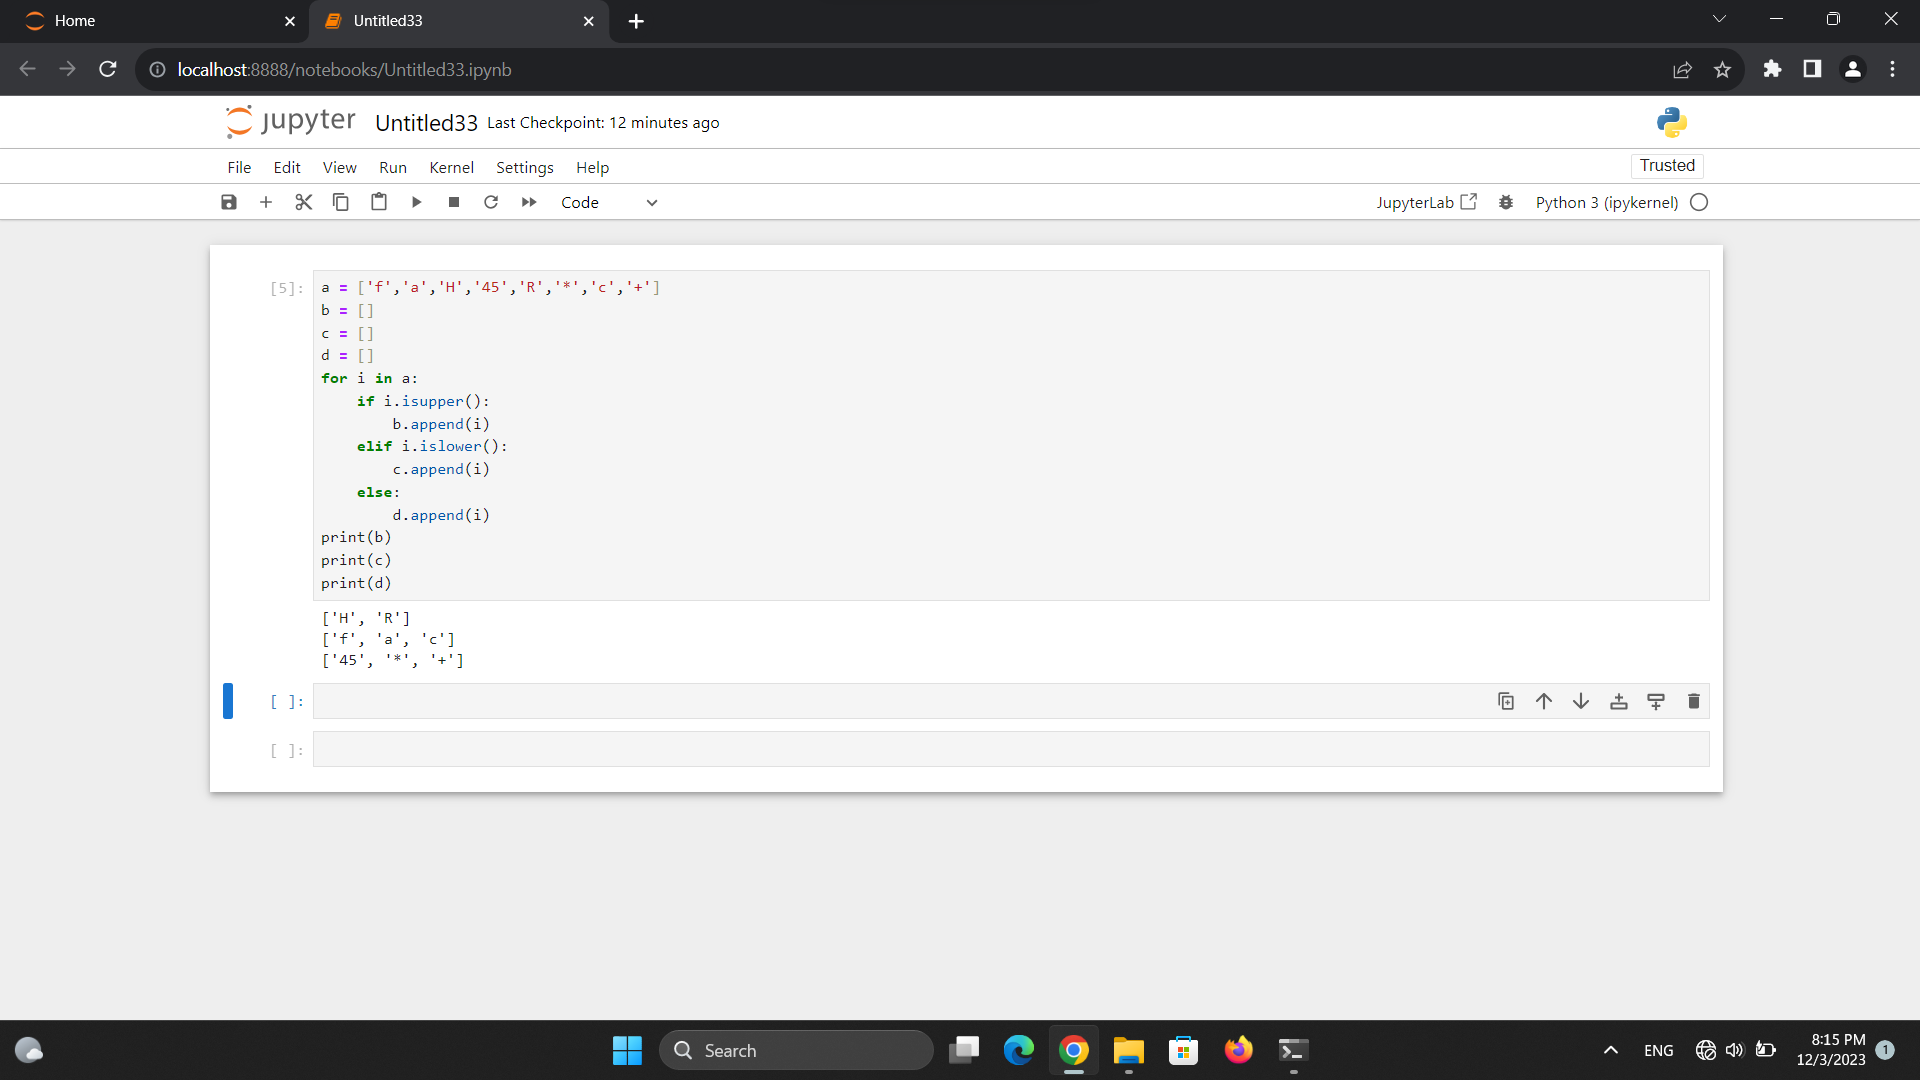 Home
Untitled33
localhost:8888/notebooks/Untitled33.ipynb
jupyter Untitled33 Last Checkpoint: 12 minutes ago
File Edit View Run Kernel Settings Help
Trusted
Code
JupyterLab
Python 3 (ipykernel)
[5]:
a = ['f','a','H','45','R','*','c','+']
b = []
c = []
d = []
for i in a:
    if i.isupper():
        b.append(i)
    elif i.islower():
        c.append(i)
    else:
        d.append(i)
print(b)
print(c)
print(d)
['H', 'R']
['f', 'a', 'c']
['45', '*', '+']
[ ]:
[ ]:
Search
ENG
8:15 PM
12/3/2023
1